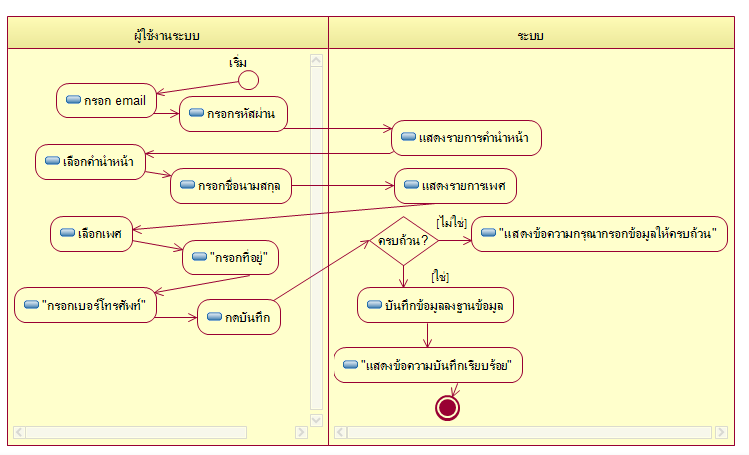 ผู้ใช้งานระบบ
ระบบ
เริ่ม
กรอก email
กรอกรหัสผ่าน
แสดงรายการคำนำหน้า
เลือกคำนำหน้า
กรอกชื่อนามสกุล
แสดงรายการเพศ
เลือกเพศ
"กรอกที่อยู่"
"กรอกเบอร์โทรศัพท์"
กดบันทึก
ครบถ้วน?
[ไม่ใช่]
"แสดงข้อความกรุณากรอกข้อมูลให้ครบถ้วน"
[ใช่]
บันทึกข้อมูลลงฐานข้อมูล
"แสดงข้อความบันทึกเรียบร้อย"